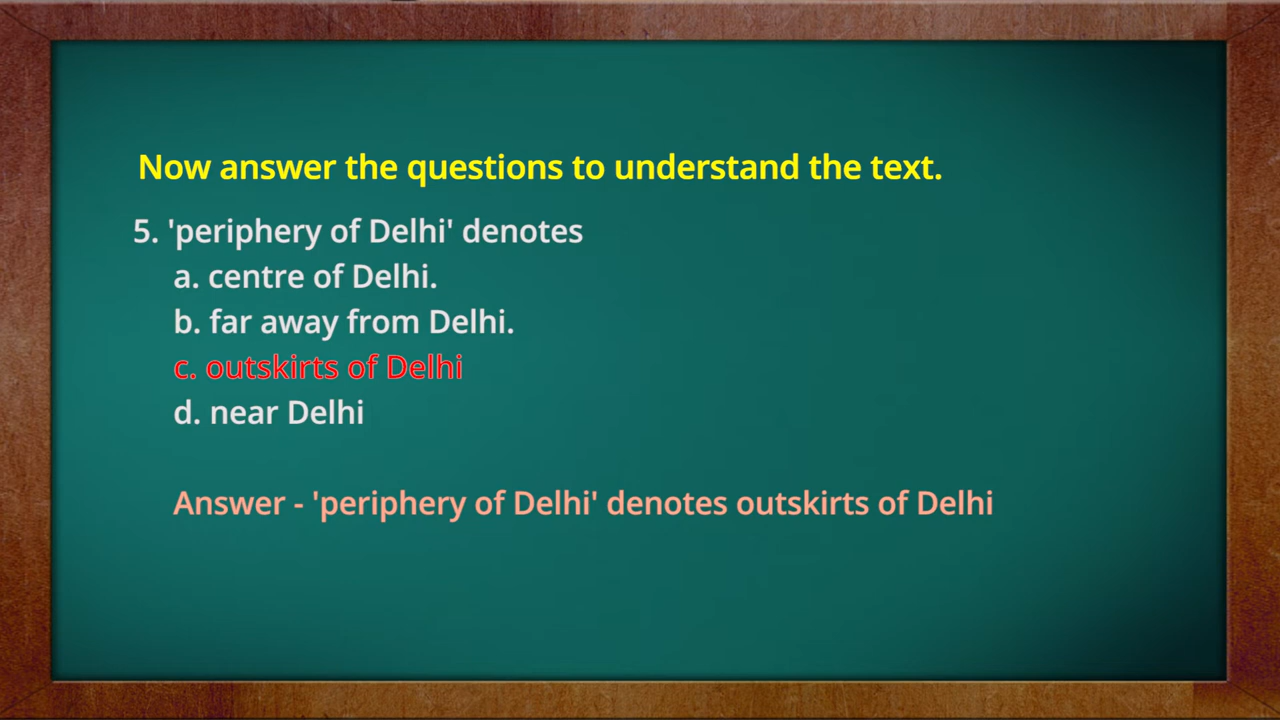 Now answer the questions to understand the text.
5. 'periphery of Delhi' denotes
a. centre of Delhi.
b. far away from Delhi.
c. outskirts of Delhi
d. near Delhi
Answer - 'periphery of Delhi' denotes outskirts of Delhi